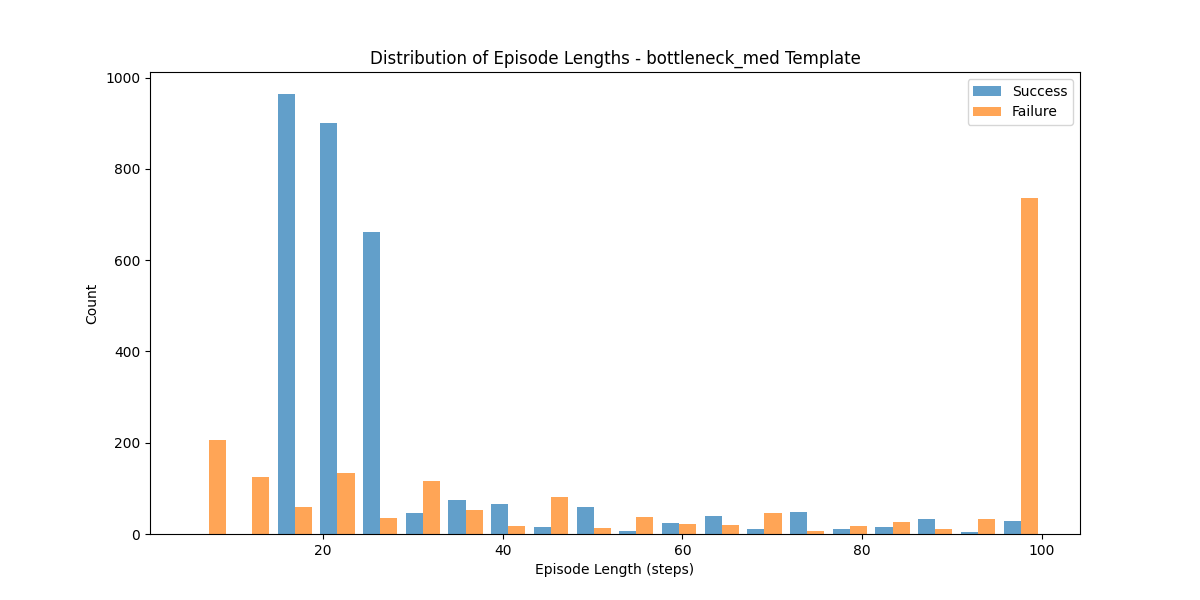 Distribution of Episode Lengths - bottleneck_med Template
1000
800
600
400
200
0
Count
Success
Failure
20
40
60
80
100
Episode Length (steps)